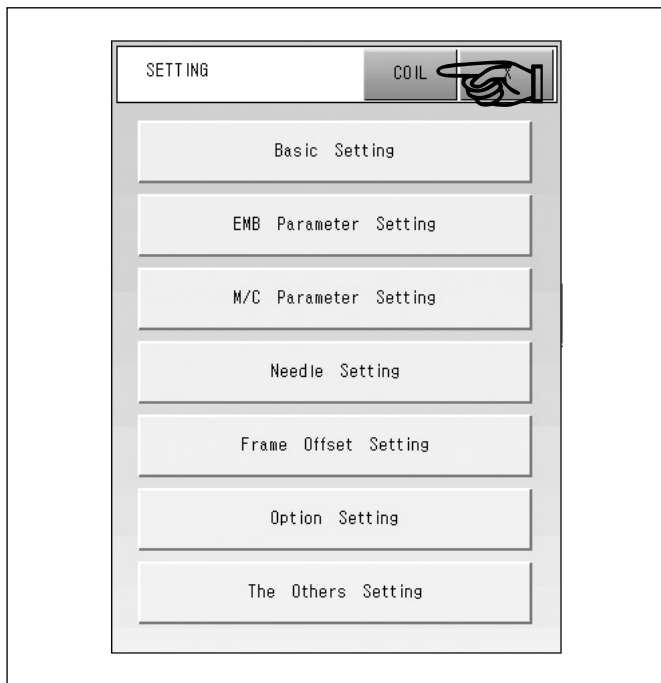 SETTING COIL X
Basic Setting
EMB Parameter Setting
M/C Parameter Setting
Needle Setting
Frame Offset Setting
Option Setting
The Others Setting